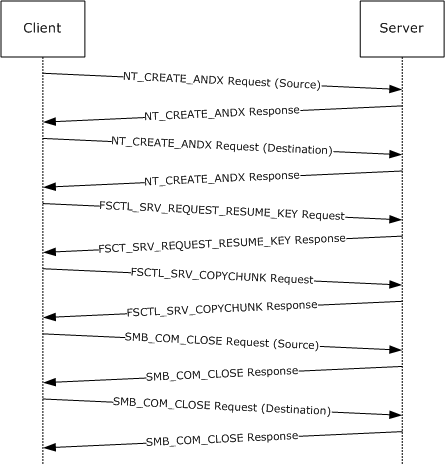 Client
Server
NT_CREATE_ANDX Request (Source)
NT_CREATE_ANDX Response
NT_CREATE_ANDX Request (Destination)
NT_CREATE_ANDX Response
FSCTL_SRV_REQUEST_RESUME_KEY Request
FSCT_SRV_REQUEST_RESUME_KEY Response
FSCTL_SRV_COPYCHUNK Request
FSCTL_SRV_COPYCHUNK Response
SMB_COM_CLOSE Request (Source)
SMB_COM_CLOSE Response
SMB_COM_CLOSE Request (Destination)
SMB_COM_CLOSE Response